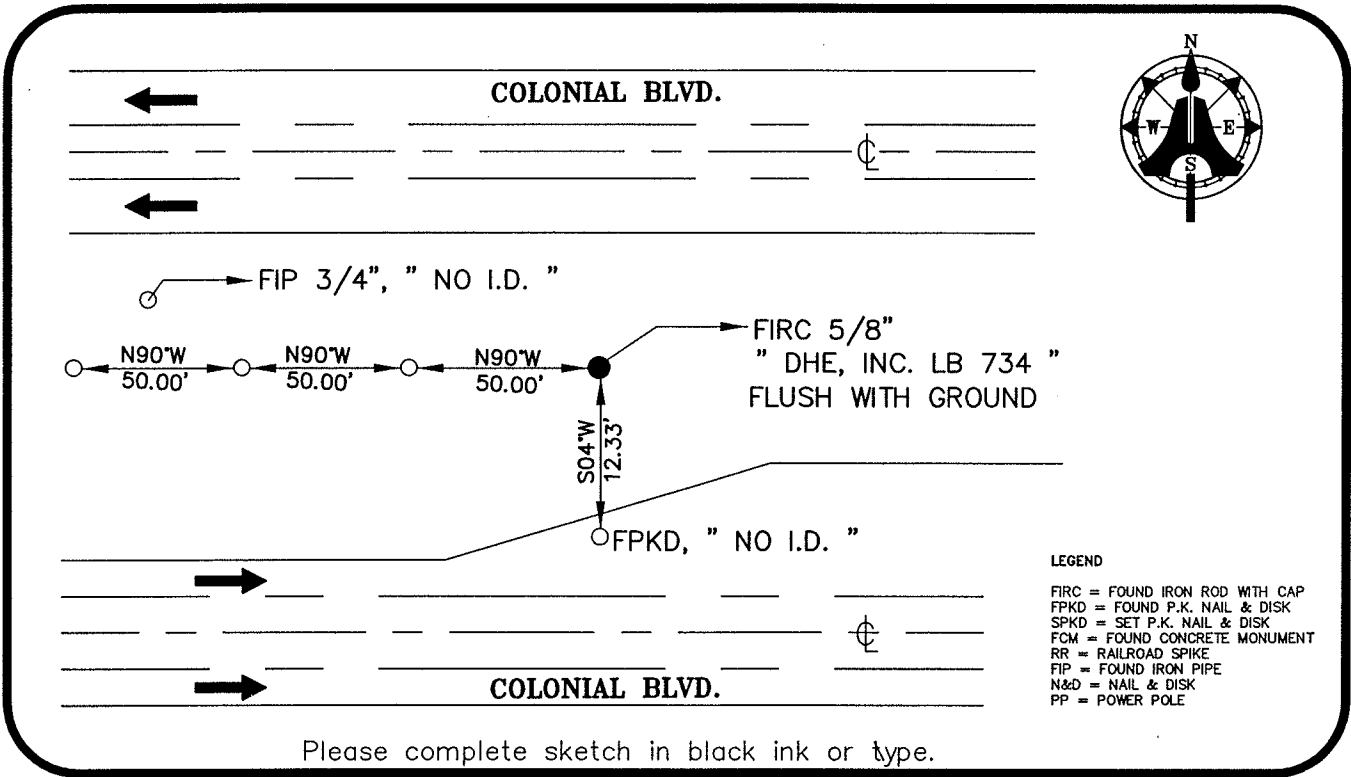 COLONIAL BLVD.
N
W E
S
℄
FIP 3/4", " NO I.D. "
FIRC 5/8"
" DHE, INC. LB 734 "
FLUSH WITH GROUND
N90°W
50.00'
N90°W
50.00'
N90°W
50.00'
S04°W
12.33'
FPKD, " NO I.D. "
LEGEND
FIRC = FOUND IRON ROD WITH CAP
FPKD = FOUND P.K. NAIL & DISK
SPKD = SET P.K. NAIL & DISK
FCM = FOUND CONCRETE MONUMENT
RR = RAILROAD SPIKE
FIP = FOUND IRON PIPE
N&D = NAIL & DISK
PP = POWER POLE
℄
COLONIAL BLVD.
Please complete sketch in black ink or type.